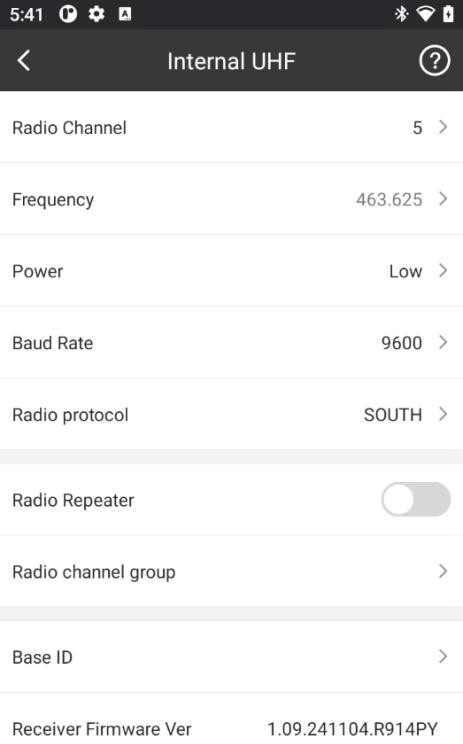 5:41
Internal UHF
Radio Channel 5
Frequency 463.625
Power Low
Baud Rate 9600
Radio protocol SOUTH
Radio Repeater
Radio channel group
Base ID
Receiver Firmware Ver 1.09.241104.R914PY